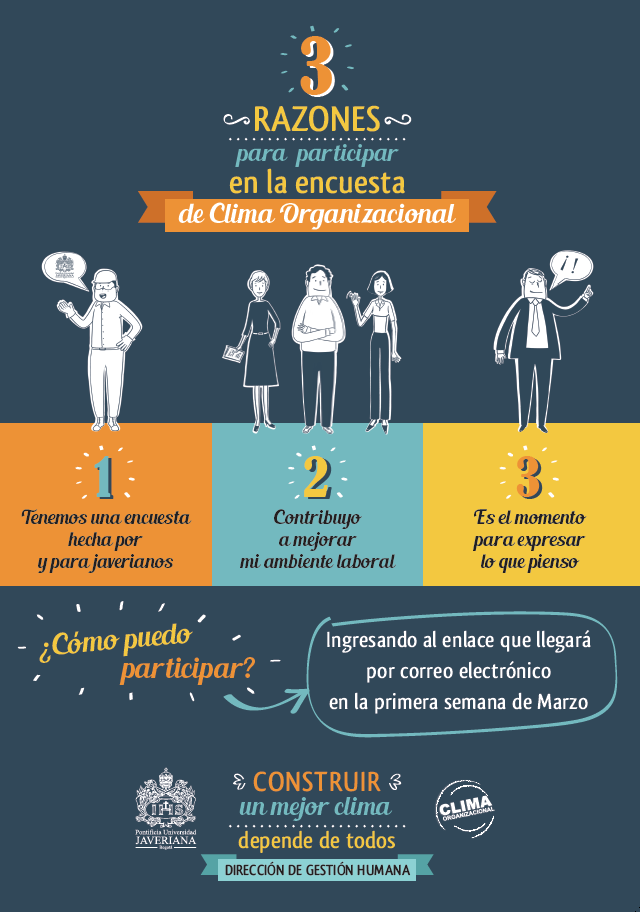 3
RAZONES
para participar
en la encuesta
de Clima Organizacional
¡ !
1
Tenemos una encuesta
hecha por
y para javerianos
2
Contribuyo
a mejorar
mi ambiente laboral
3
Es el momento
para expresar
lo que pienso
¿Cómo puedo
participar?
Ingresando al enlace que llegará
por correo electrónico
en la primera semana de Marzo
IHS
Pontificia Universidad
JAVERIANA
Bogotá
CONSTRUIR
un mejor clima
depende de todos
DIRECCIÓN DE GESTIÓN HUMANA
CLIMA
ORGANIZACIONAL